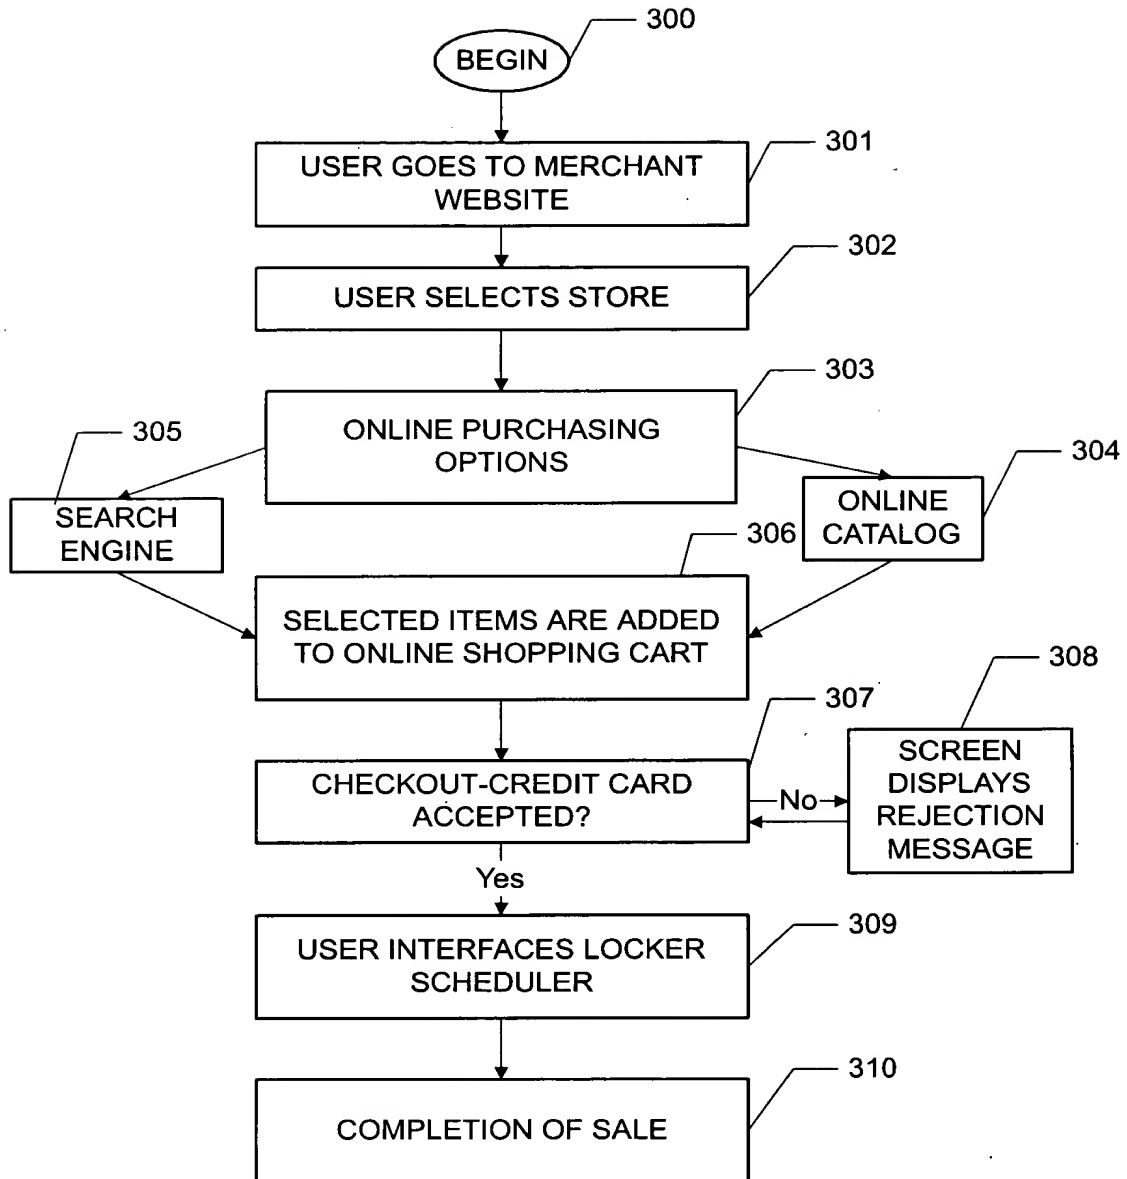 300
BEGIN
301
USER GOES TO MERCHANT
WEBSITE
302
USER SELECTS STORE
303
ONLINE PURCHASING
OPTIONS
305
SEARCH
ENGINE
304
ONLINE
CATALOG
306
SELECTED ITEMS ARE ADDED
TO ONLINE SHOPPING CART
307
CHECKOUT-CREDIT CARD
ACCEPTED?
No
308
SCREEN
DISPLAYS
REJECTION
MESSAGE
Yes
309
USER INTERFACES LOCKER
SCHEDULER
310
COMPLETION OF SALE